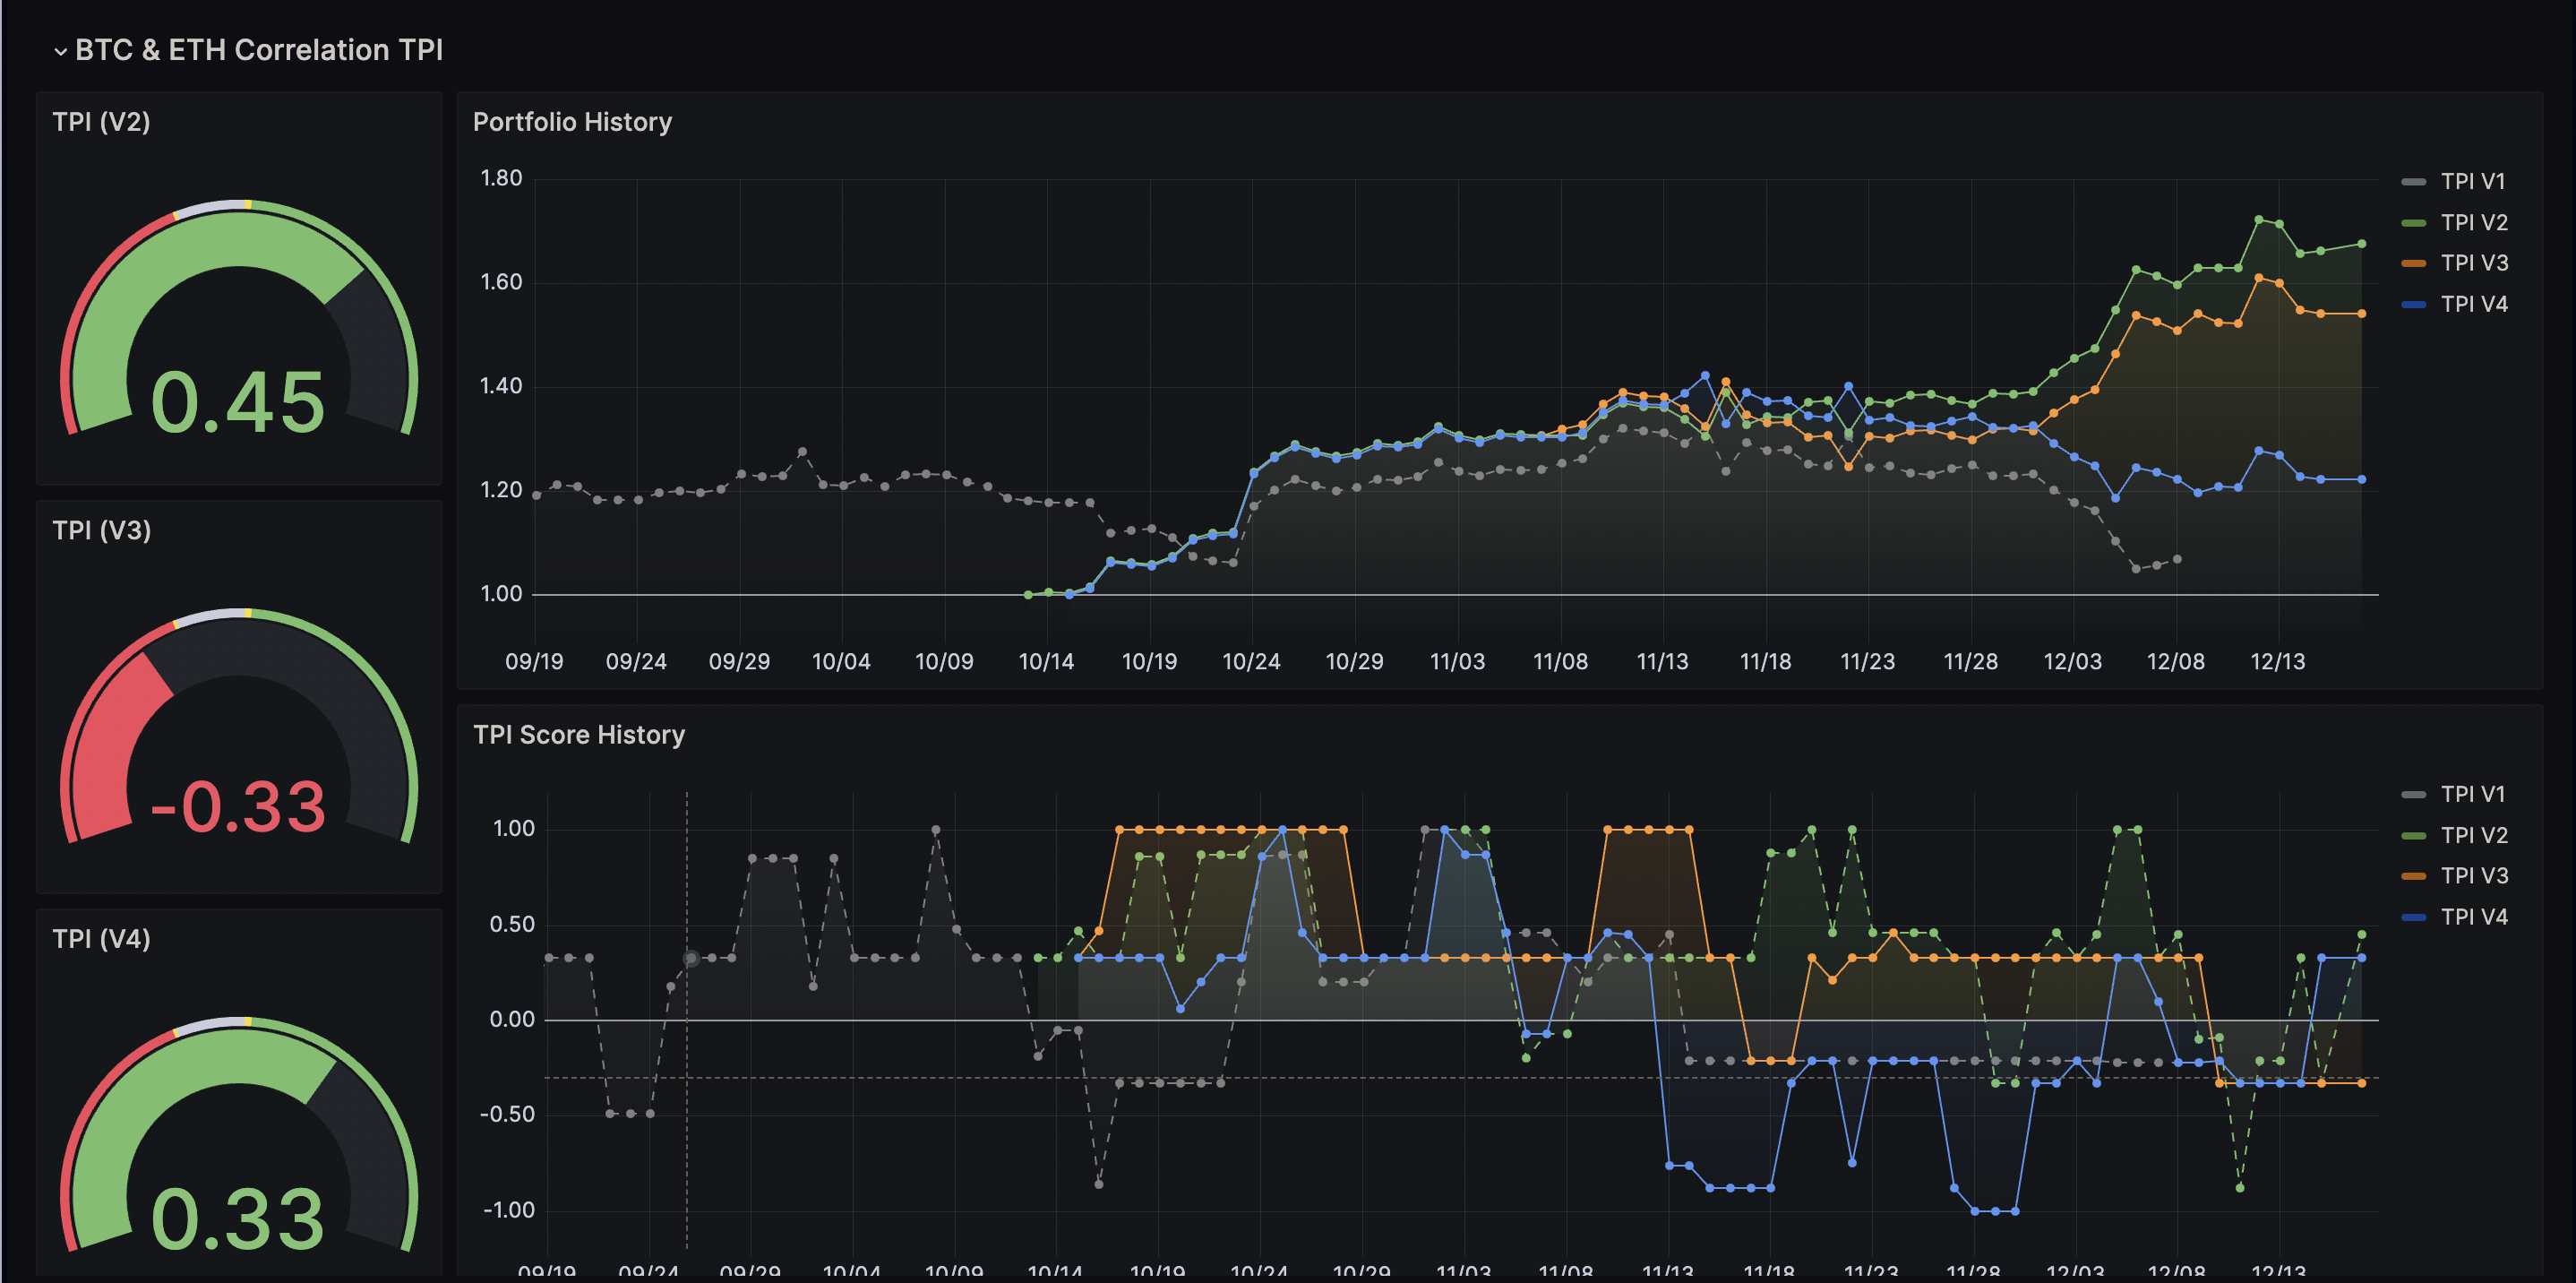 BTC & ETH Correlation TPI
TPI (V2)
0.45
TPI (V3)
-0.33
TPI (V4)
0.33
Portfolio History
1.80
1.60
1.40
1.20
1.00
09/19 09/24 09/29 10/04 10/09 10/14 10/19 10/24 10/29 11/03 11/08 11/13 11/18 11/23 11/28 12/03 12/08 12/13
TPI V1
TPI V2
TPI V3
TPI V4
TPI Score History
1.00
0.50
0.00
-0.50
-1.00
09/19 09/24 09/29 10/04 10/09 10/14 10/19 10/24 10/29 11/03 11/08 11/13 11/18 11/23 11/28 12/03 12/08 12/13
TPI V1
TPI V2
TPI V3
TPI V4